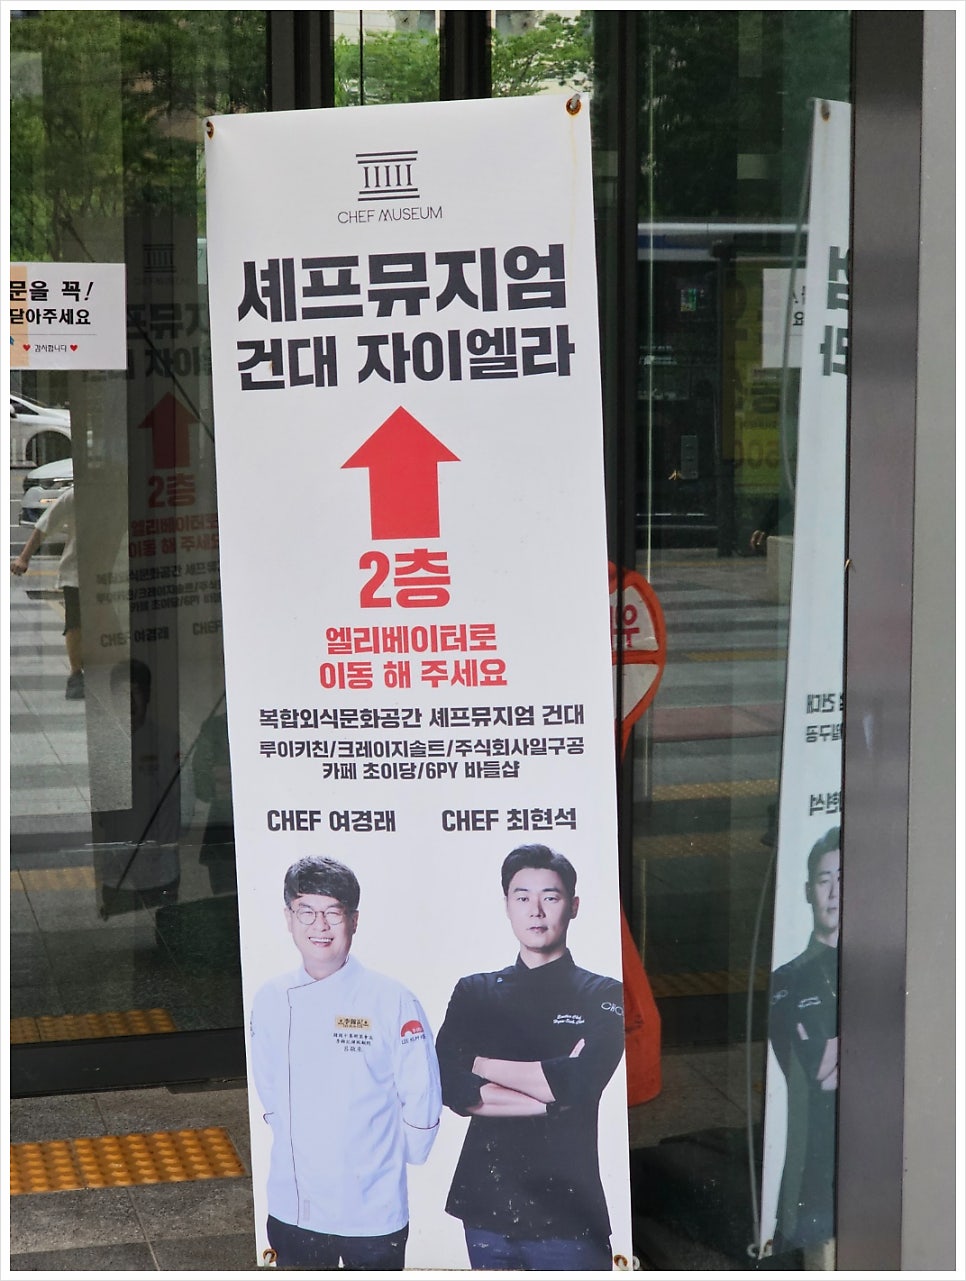 CHEF MUSEUM
셰프뮤지엄
건대 자이엘라
2층
엘리베이터로
이동 해 주세요
복합외식문화공간 셰프뮤지엄 건대
루이키친/크레이지솔트/주식회사일구공
카페 초이당/6PY 바틀샵
CHEF 여경래
CHEF 최현석
문을 꼭!
닫아주세요
감사합니다